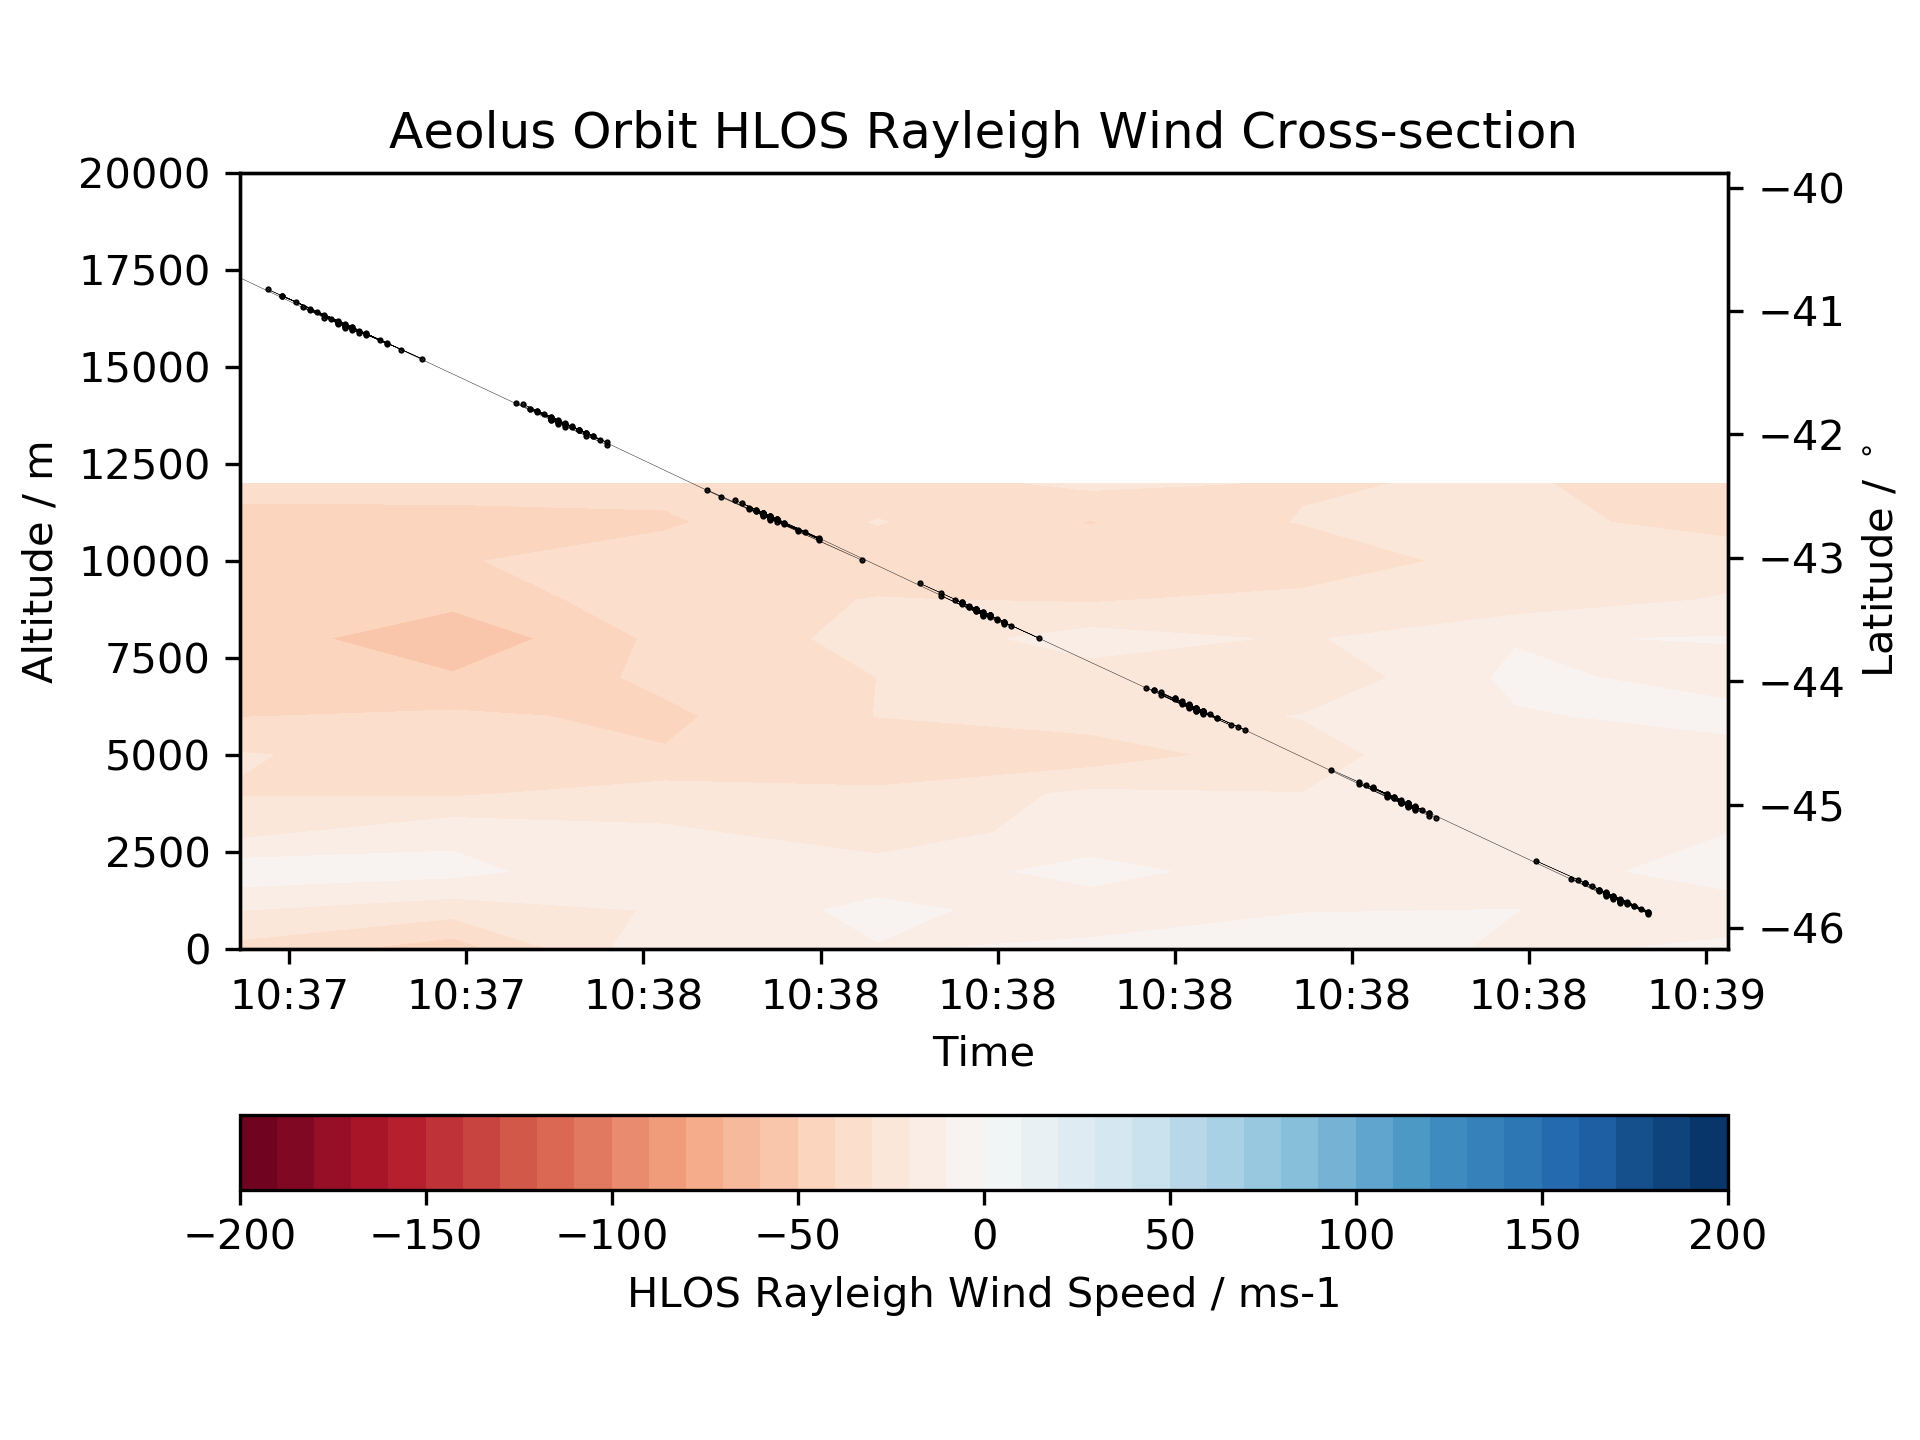 Aeolus Orbit HLOS Rayleigh Wind Cross-section
20000
17500
15000
12500
10000
7500
5000
2500
0
Altitude / m
−40
−41
−42
−43
−44
−45
−46
Latitude / °
10:37 10:37 10:38 10:38 10:38 10:38 10:38 10:38 10:39
Time
−200 −150 −100 −50 0 50 100 150 200
HLOS Rayleigh Wind Speed / ms-1